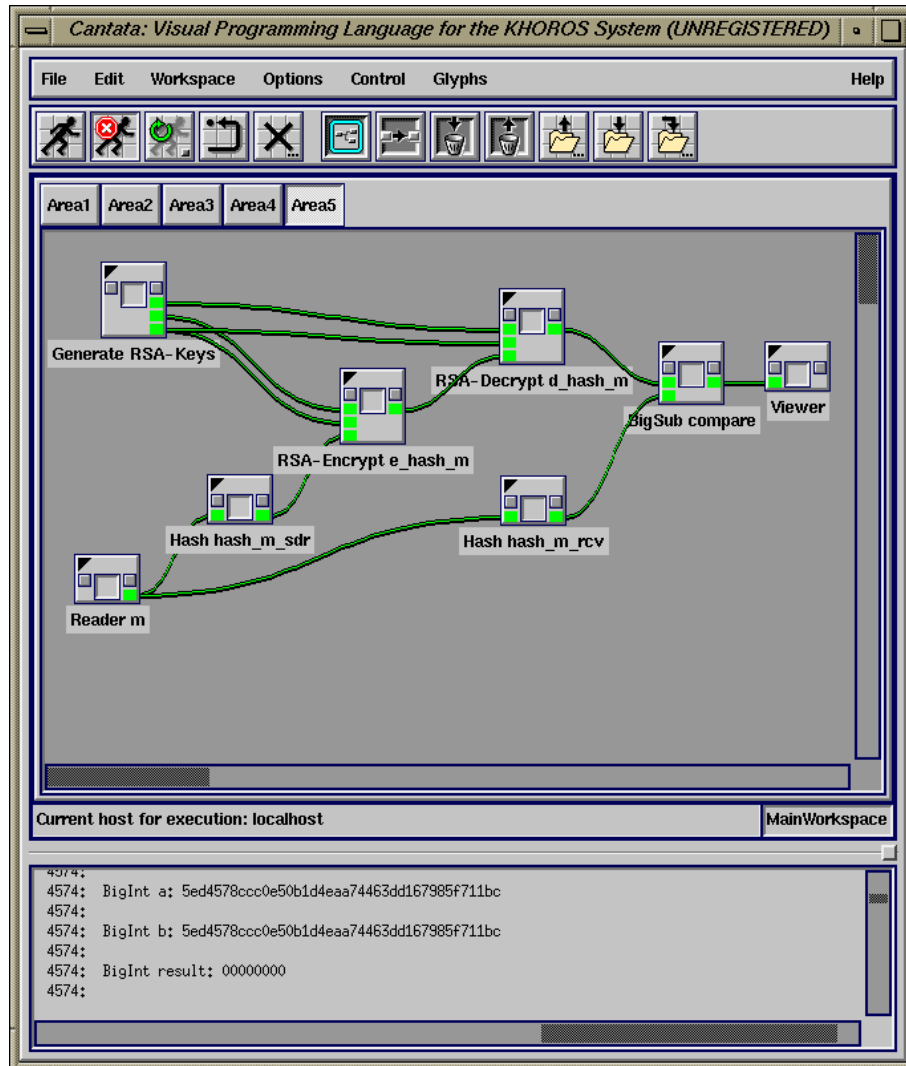 Cantata: Visual Programming Language for the KHOROS System (UNREGISTERED)
File Edit Workspace Options Control Glyphs Help
Area1 Area2 Area3 Area4 Area5
Generate RSA-Keys
RSA-Decrypt d_hash_m
Viewer
BigSub compare
RSA-Encrypt e_hash_m
Hash hash_m_sdr
Hash hash_m_rcv
Reader m
Current host for execution: localhost MainWorkspace
4574:
4574: BigInt a: 5ed4578ccc0e50b1d4eaa74463dd167985f711bc
4574:
4574: BigInt b: 5ed4578ccc0e50b1d4eaa74463dd167985f711bc
4574:
4574: BigInt result: 00000000
4574: